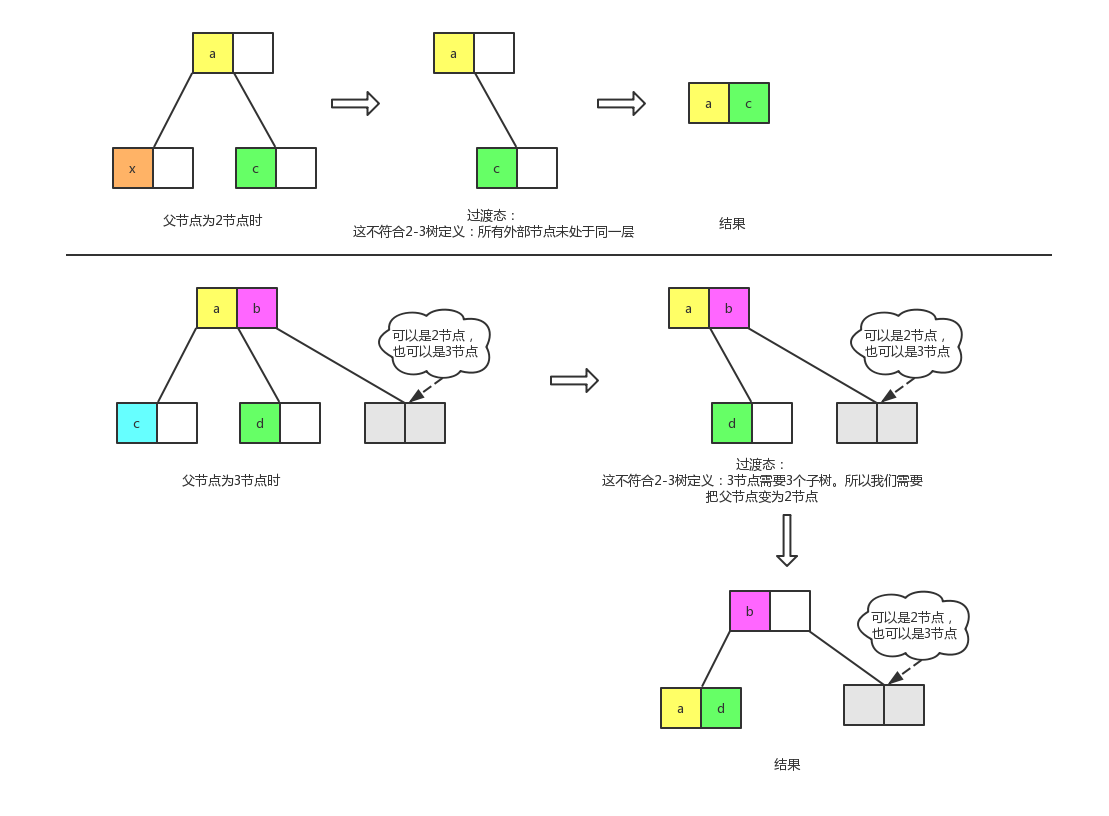 a
a
a c
x
c
c
父节点为2节点时
过渡态：
这不符合2-3树定义：所有外部节点未处于同一层
结果
a b
可以是2节点，
也可以是3节点
c
d
父节点为3节点时
a b
可以是2节点，
也可以是3节点
d
过渡态：
这不符合2-3树定义：3节点需要3个子树。所以我们需要
把父节点变为2节点
b
可以是2节点，
也可以是3节点
a d
结果